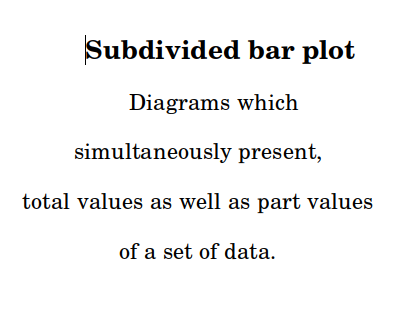 Subdivided bar plot
Diagrams which
simultaneously present,
total values as well as part values
of a set of data.